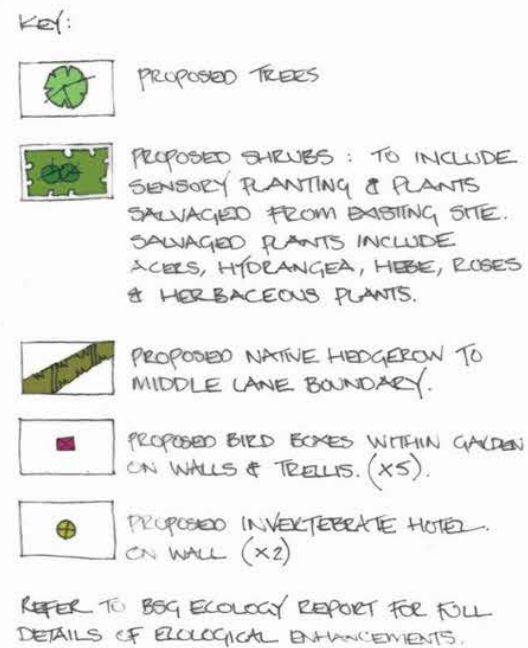 KEY:
PROPOSED TREES
PROPOSED SHRUBS : TO INCLUDE
SENSORY PLANTING & PLANTS
SALVAGED FROM EXISTING SITE.
SALVAGED PLANTS INCLUDE
ACERS, HYDRANGEA, HEBE, ROSES
& HERBACEOUS PLANTS.
PROPOSED NATIVE HEDGEROW TO
MIDDLE LANE BOUNDARY.
PROPOSED BIRD BOXES WITHIN GARDEN
ON WALLS & TRELLIS. (x5).
PROPOSED INVERTEBRATE HOTEL.
ON WALL (x2)
REFER TO BSG ECOLOGY REPORT FOR FULL
DETAILS OF ECOLOGICAL ENHANCEMENTS.